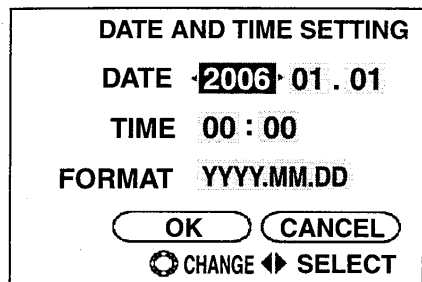 DATE AND TIME SETTING
DATE 2006 01 . 01
TIME 00 : 00
FORMAT YYYY.MM.DD
OK CANCEL
CHANGE SELECT